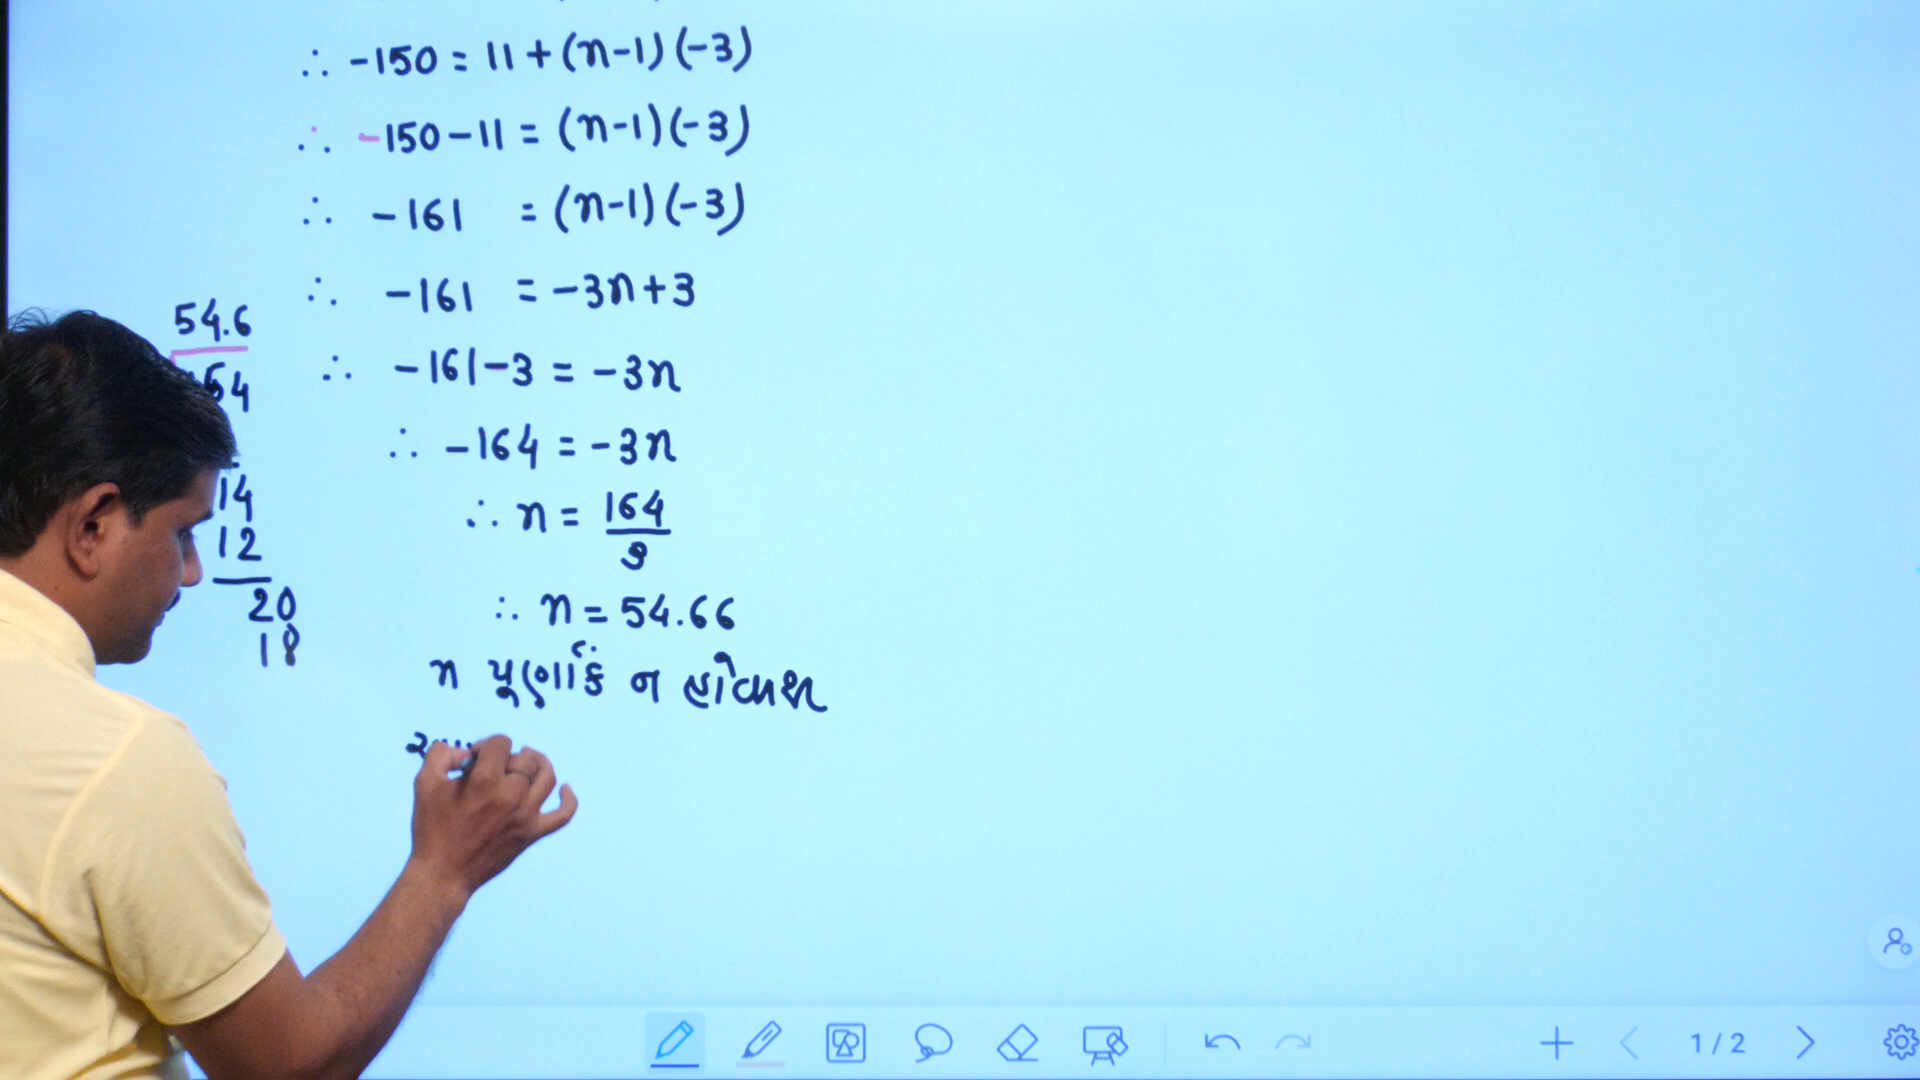 ∴ -150 = 11 + (n-1) (-3)
∴ -150 - 11 = (n-1) (-3)
∴ -161 = (n-1) (-3)
∴ -161 = -3n + 3
∴ -161 - 3 = -3n
∴ -164 = -3n
∴ n = 164/3
∴ n = 54.66
n પૂર્ણાંક ન હોવાથી
54.6
64
14
12
20
18
1 / 2